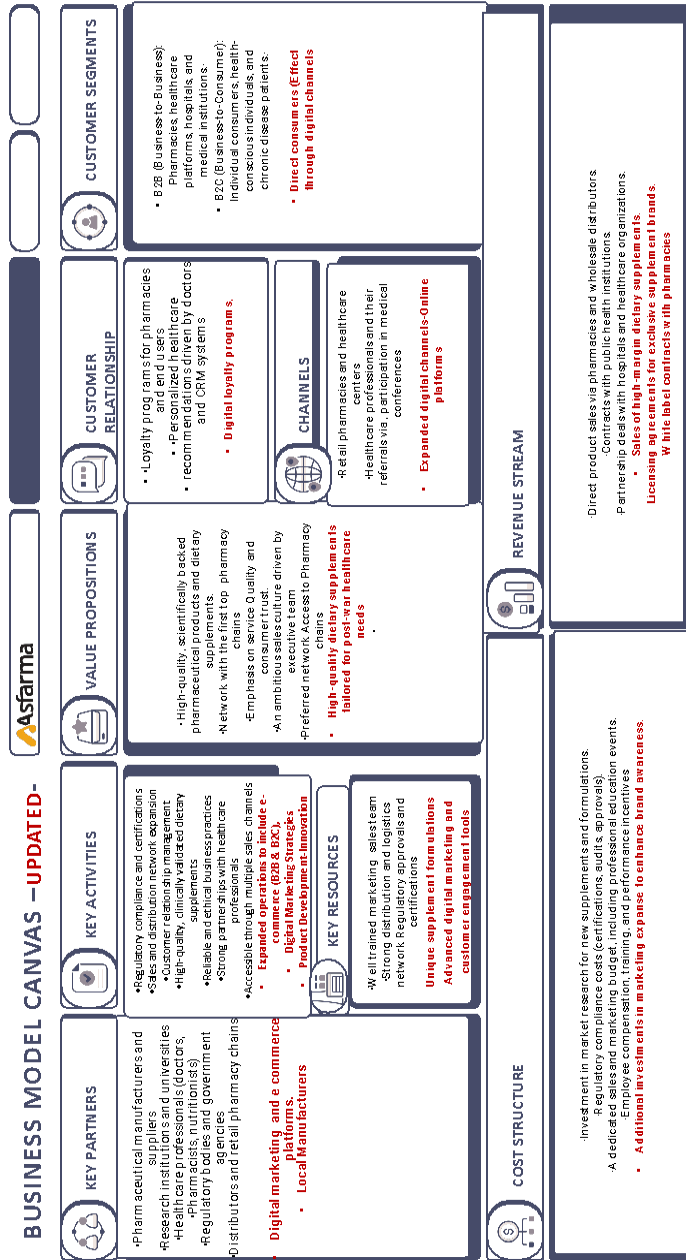 BUSINESS MODEL CANVAS –UPDATED-
Asfarma
KEY PARTNERS
•Pharmaceutical manufacturers and
suppliers
•Research institutions and universities
•Healthcare professionals (doctors,
•Pharmacists, nutritionists)
•Regulatory bodies and government
agencies
•Distributors and retail pharmacy chains
Digital marketing and e commerce
platforms.
• Local Manufacturers
KEY ACTIVITIES
•Regulatory compliance and certifications
•Sales and distribution network expansion
•Customer relationship management
•High-quality, clinically validated dietary
supplements
•Reliable and ethical business practices
•Strong partnerships with healthcare
professionals
•Accessible through multiple sales channels
• Expanded operations to include e-
commerce (B2B & B2C),
• Digital Marketing Strategies
• Product Development-Innovation
KEY RESOURCES
•Well trained marketing salesteam
•Strong distribution and logistics
network Regulatory approvals and
certifications
Unique supplement formulations
Advanced digital marketing and
customer engagement tools
VALUE PROPOSITIONS
•High-quality, scientifically backed
pharmaceutical products and dietary
supplements.
•Network with the first top pharmacy
chains
•Emphasis on service Quality and
consumer trust.
•An ambitious sales culture driven by
executive team
•Preferred network Access to Pharmacy
chains
• High-quality dietary supplements
tailored for post-war healthcare
needs
.
CUSTOMER
RELATIONSHIP
• •Loyalty programs for pharmacies
and end users
• •Personalized healthcare
• recommendations driven by doctors
and CRM systems
• Digital loyalty programs,
CHANNELS
•Retail pharmacies and healthcare
centers
•Healthcare professionals and their
referrals via , participation in medical
conferences
• Expanded digital channels-Online
platforms
CUSTOMER SEGMENTS
• B2B (Business-to-Business):
Pharmacies, healthcare
platforms, hospitals, and
medical institutions.
• B2C (Business-to-Consumer):
Individual consumers, health-
conscious individuals, and
chronic disease patients.
• Direct consumers (Effect
through digital channels
COST STRUCTURE
·Investment in market research for new supplements and formulations.
·Regulatory compliance costs (certifications, audits, approvals).
·A dedicated sales and marketing budget, including professional education events.
·Employee compensation, training, and performance incentives
• Additional investments in marketing expanse to enhance brand awareness.
REVENUE STREAM
·Direct product sales via pharmacies and wholesale distributors.
·Contracts with public health institutions.
·Partnership deals with hospitals and healthcare organizations.
• Sales of high-margin dietary supplements.
Licensing agreements for exclusive supplement brands.
White label contracts with pharmacies